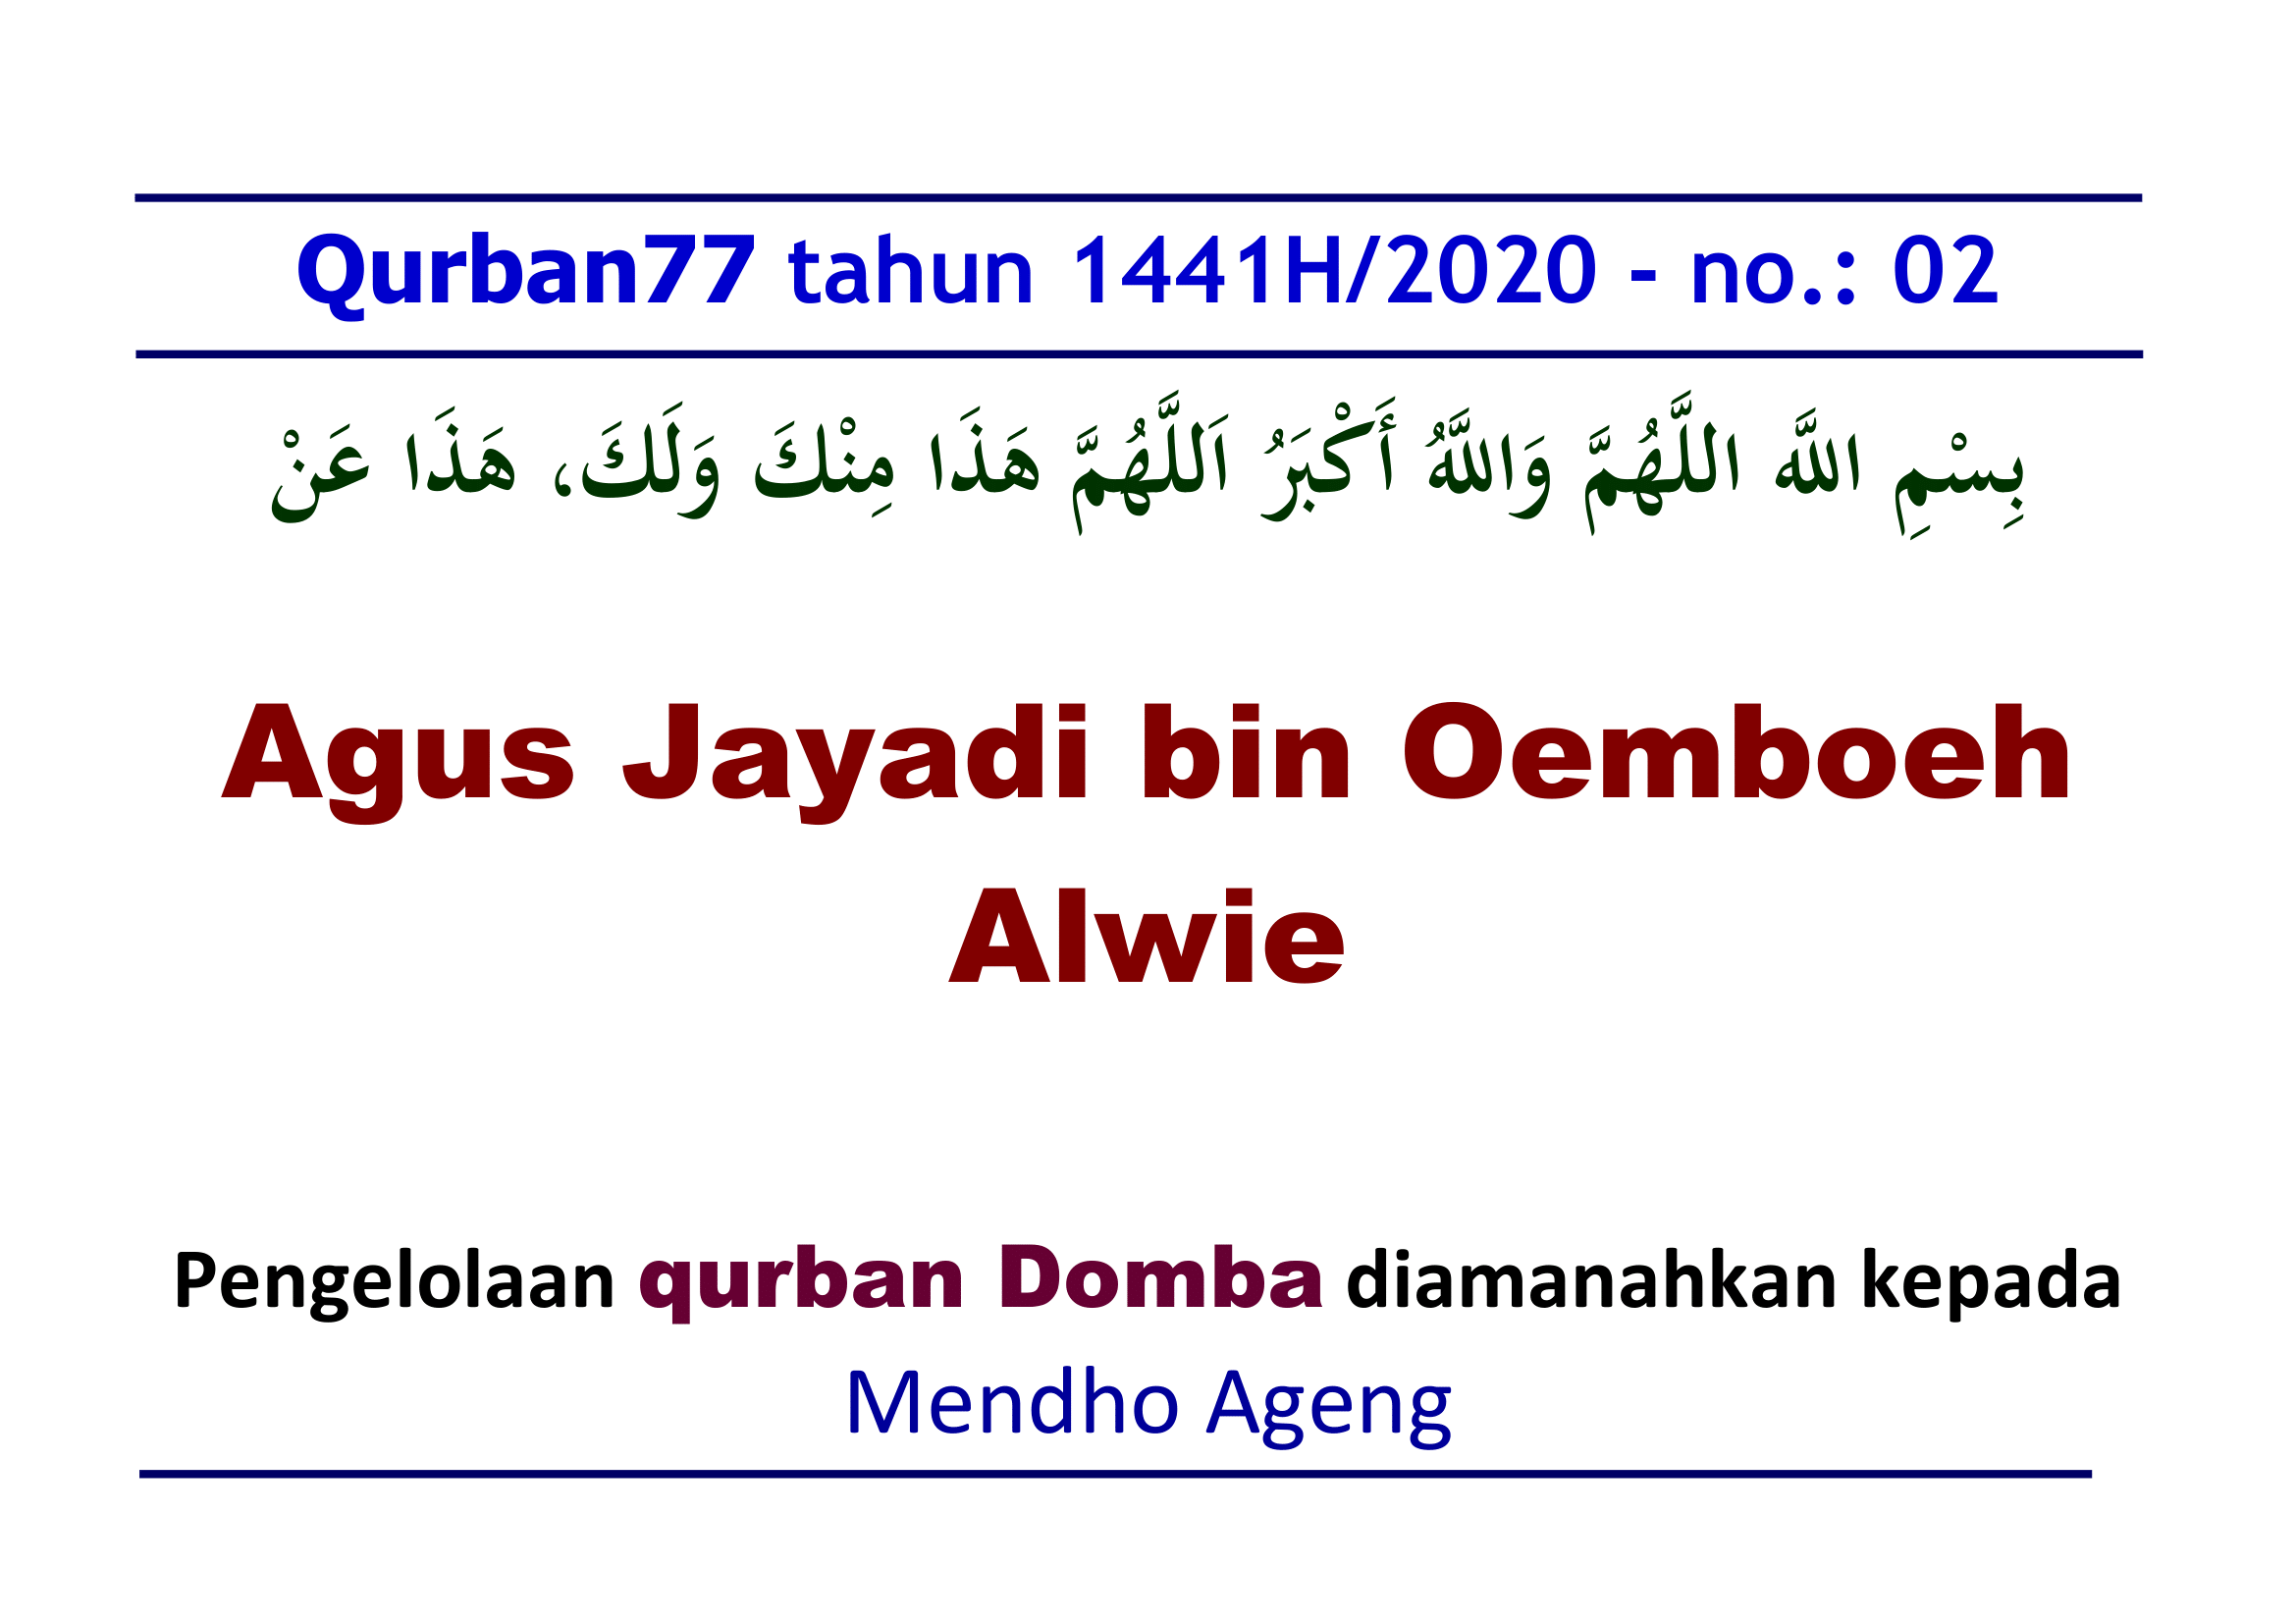 Qurban77 tahun 1441H/2020 - no.: 02
بِسْمِ اللَّه اَللَّهُمَّ وَاللَّهُ أَكْبَرُ اَللَّهُمَّ هَذَا مِنْكَ وَلَكَ، هَذَا عَنْ
Agus Jayadi bin Oemboeh
Alwie
Pengelolaan qurban Domba diamanahkan kepada
Mendho Ageng